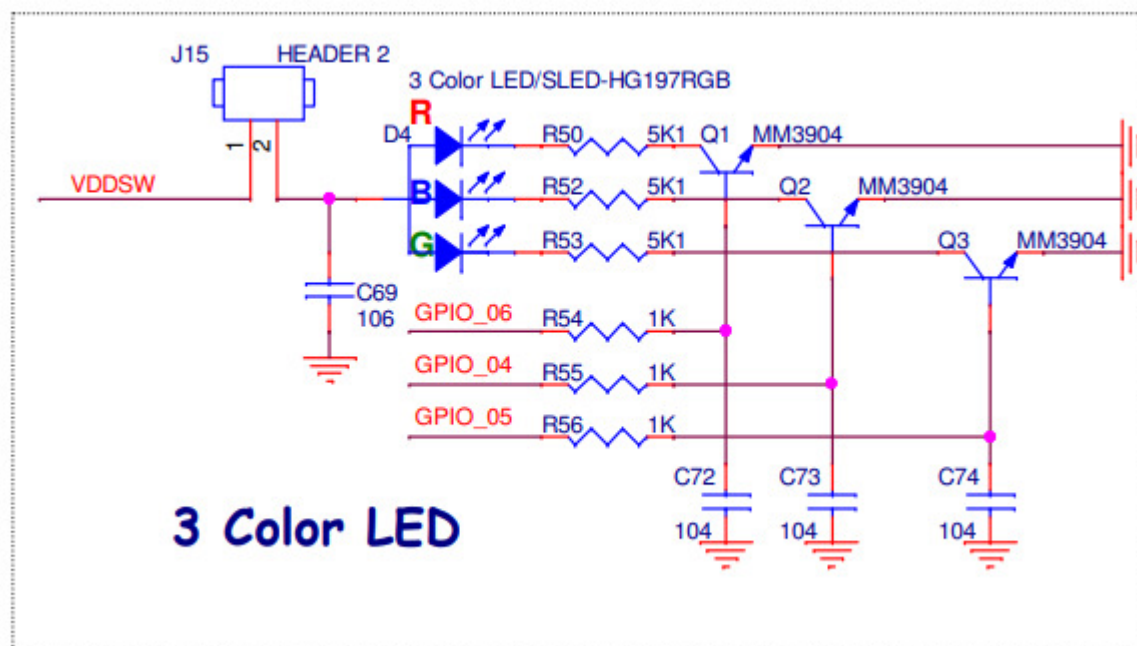 J15 HEADER 2
3 Color LED/SLED-HG197RGB
1 2
VDDSW
D4 R R50 5K1 Q1 MM3904
B R52 5K1 Q2 MM3904
G R53 5K1 Q3 MM3904
C69
106
GPIO_06 R54 1K
GPIO_04 R55 1K
GPIO_05 R56 1K
C72 C73 C74
104 104 104
3 Color LED